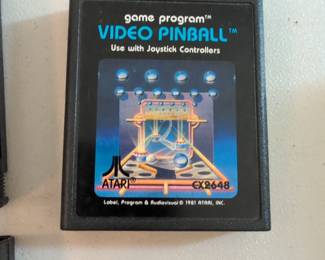 game program™
VIDEO PINBALL™
Use with Joystick Controllers
ATARI®
CX2648
Label, Program & Audiovisual © 1981 ATARI, INC.